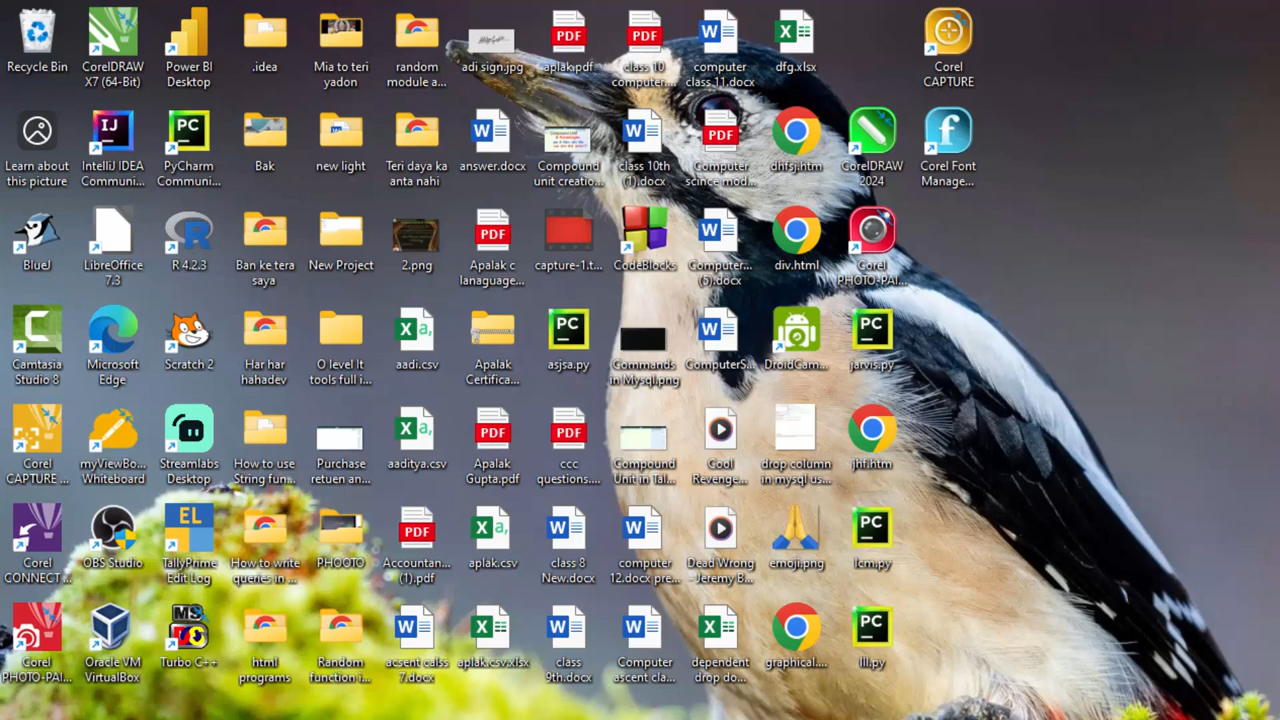 cycle Bin
CorelDRAW
X7 (64-Bit)
Power BI
Desktop
.idea
Mia to teri
yadon
random
module a...
adi sign.jpg
aplak.pdf
class 10
computer....
computer
class 11.docx
dfg.xlsx
Corel
CAPTURE
picture
IntelliJ IDEA
Communi...
PyCharm
Communi...
Bak
new light
Teri daya ka
anta nahi
answer.docx
Compound
unit creatio...
class 10th
(1).docx
Computer
scince mod...
dhfsj.htm
CorelDRAW
2024
Corel Font
Manage...
BlueJ
LibreOffice
7.3
R 4.2.3
Ban ke tera
saya
New Project
2.png
Apalak c
lanaguage...
capture-1.t...
CodeBlocks
Computer...
(5).docx
div.html
Corel
PHOTO-PAI...
Camtasia
Studio 8
Microsoft
Edge
Scratch 2
Har har
hahadev
O level It
tools full i...
aadi.csv
Apalak
Certifica...
asjsa.py
Commands
in Mysql.png
ComputerS...
DroidCam...
jarvis.py
Corel
CAPTURE ...
myViewBo...
Whiteboard
Streamlabs
Desktop
How to use
String fun...
Purchase
retuen an...
aaditya.csv
Apalak
Gupta.pdf
ccc
questions....
Compound
Unit in Tal...
Cool
Revenge...
drop column
in mysql us...
jhf.htm
Corel
CONNECT ...
OBS Studio
EL
TallyPrime
Edit Log
How to write
queries in ...
PHOOTO
Accountan...
(1).pdf
aplak.csv
class 8
New.docx
computer
12.docx pre...
Dead Wrong
- Jeremy B...
emoji.png
lcm.py
Corel
PHOTO-PAI...
Oracle VM
VirtualBox
Turbo C++
html
programs
Random
function i...
acsent calss
7.docx
aplak.csv.xlsx
class
9th.docx
Computer
ascent cla...
dependent
drop do...
graphical....
lll.py